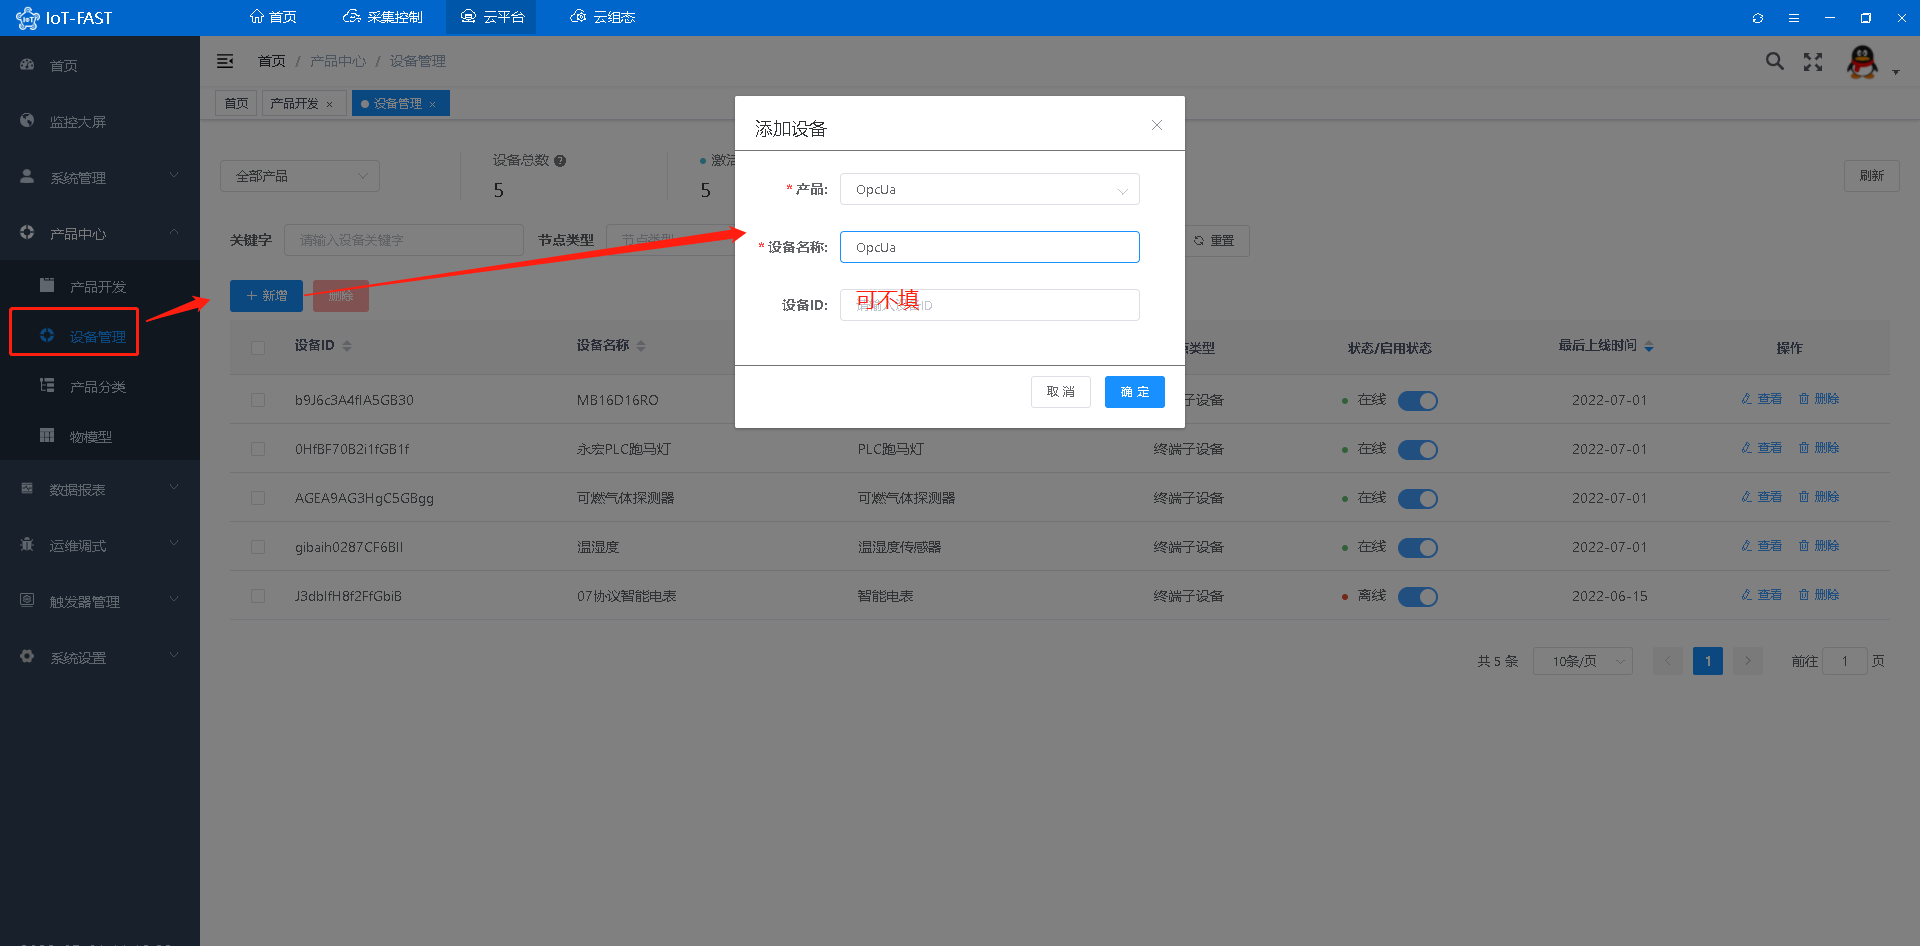 IoT-FAST 首页 采集控制 云平台 云组态
首页
监控大屏
系统管理
产品中心
产品开发
设备管理
产品分类
物模型
数据报表
运维调式
触发器管理
系统设置
首页 / 产品中心 / 设备管理
首页 产品开发 × 设备管理 ×
全部产品
设备总数
5
激活
5
刷新
关键字 请输入设备关键字 节点类型 节点类型 重置
+ 新增 删除
添加设备
* 产品: OpcUa
* 设备名称: OpcUa
设备ID: 可不填
取 消 确 定
设备ID 设备名称 类型 状态/启用状态 最后上线时间 操作
b9J6c3A4fIA5GB30 MB16D16RO 子设备 在线 2022-07-01 查看 删除
0HfBF70B2i1fGB1f 永宏PLC跑马灯 PLC跑马灯 终端子设备 在线 2022-07-01 查看 删除
AGEA9AG3HgC5GBgg 可燃气体探测器 可燃气体探测器 终端子设备 在线 2022-07-01 查看 删除
gibaih0287CF6BII 温湿度 温湿度传感器 终端子设备 在线 2022-07-01 查看 删除
J3dbIfH8f2FfGbiB 07协议智能电表 智能电表 终端子设备 离线 2022-06-15 查看 删除
共 5 条 10条/页 1 前往 1 页